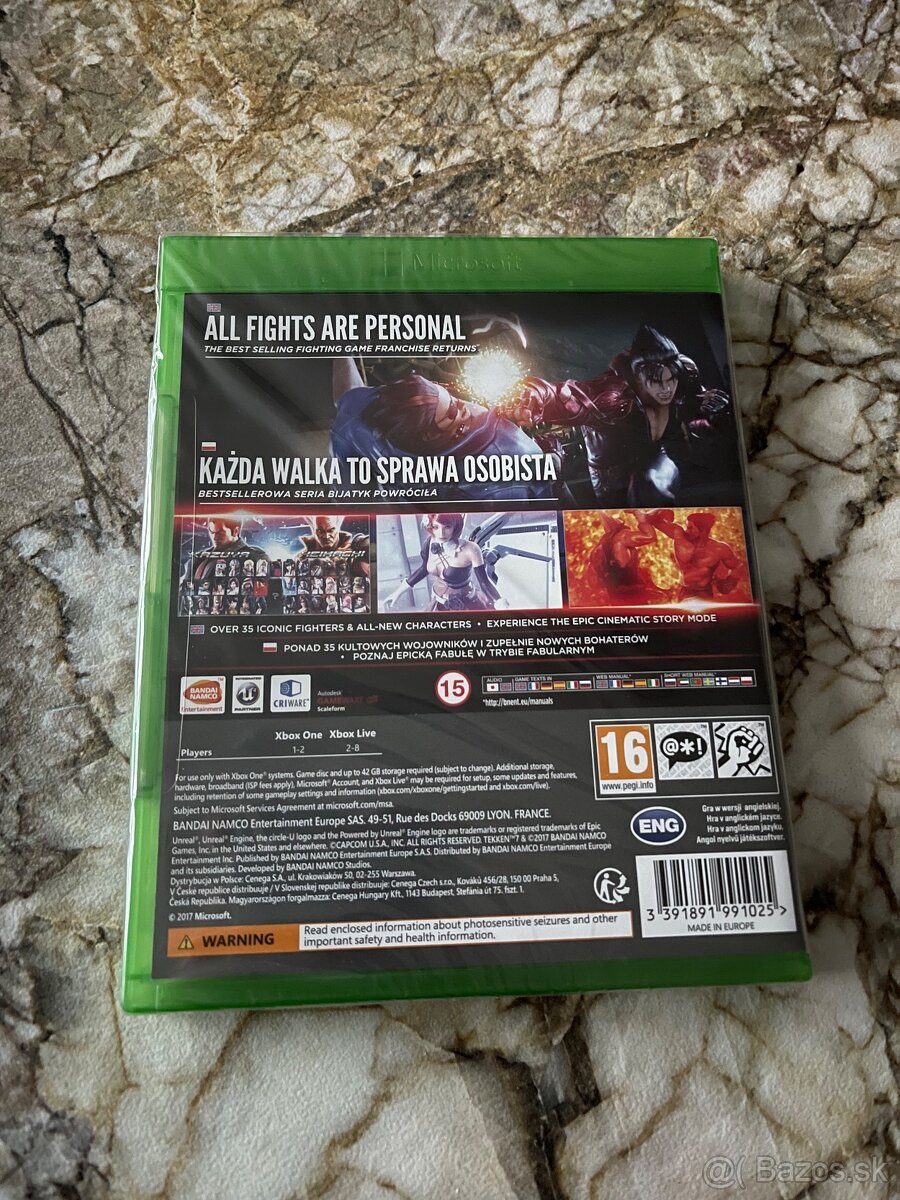 Microsoft
ALL FIGHTS ARE PERSONAL
THE BEST SELLING FIGHTING GAME FRANCHISE RETURNS
KAŻDA WALKA TO SPRAWA OSOBISTA
BESTSELLEROWA SERIA BIJATYK POWRÓCIŁA
KAZUYA HEIHACHI
OVER 35 ICONIC FIGHTERS & ALL-NEW CHARACTERS • EXPERIENCE THE EPIC CINEMATIC STORY MODE
PONAD 35 KULTOWYCH WOJOWNIKÓW I ZUPEŁNIE NOWYCH BOHATERÓW
• POZNAJ EPICKĄ FABUŁĘ W TRYBIE FABULARNYM
BANDAI NAMCO Entertainment
PARTNER
CRIWARE
Autodesk GAMEWARE Scaleform
15
AUDIO GAME TEXTS IN WEB MANUAL* SHORT WEB MANUAL*
*http://bnent.eu/manuals
Xbox One Xbox Live
Players 1-2 2-8
For use only with Xbox One® systems. Game disc and up to 42 GB storage required (subject to change). Additional storage,
hardware, broadband (ISP fees apply), Microsoft® Account, and Xbox Live® may be required for setup, some updates and features,
including retention of some gameplay settings and information (xbox.com/xboxone/gettingstarted and xbox.com/live).
Subject to Microsoft Services Agreement at microsoft.com/msa.
BANDAI NAMCO Entertainment Europe SAS. 49-51, Rue des Docks 69009 LYON. FRANCE.
Unreal®, Unreal® Engine, the circle-U logo and the Powered by Unreal® Engine logo are trademarks or registered trademarks of Epic
Games, Inc. in the United States and elsewhere. ©CAPCOM U.S.A., INC. ALL RIGHTS RESERVED. TEKKEN™7 & ©2017 BANDAI NAMCO
Entertainment Inc. Published by BANDAI NAMCO Entertainment Europe S.A.S. Distributed by BANDAI NAMCO Entertainment Europe
and its subsidiaries. Developed by BANDAI NAMCO Studios.
Dystrybucja w Polsce: Cenega S.A., ul. Krakowiaków 50, 02-255 Warszawa.
V České republice distribuuje / V Slovenskej republike distribuuje: Cenega Czech s.r.o., Kováků 456/28, 150 00 Praha 5,
Česká Republika. Magyarországon forgalmazza: Cenega Hungary Kft., 1143 Budapest, Stefánia út 75. fszt. 1.
© 2017 Microsoft.
WARNING
Read enclosed information about photosensitive seizures and other
important safety and health information.
16
www.pegi.info
@*!
ENG
Gra w wersji angielskiej.
Hra v anglickém jazyce.
Hra v anglickom jazyku.
Angol nyelvű játékszoftver.
3 391891 991025 >
MADE IN EUROPE
@( Bazos.sk